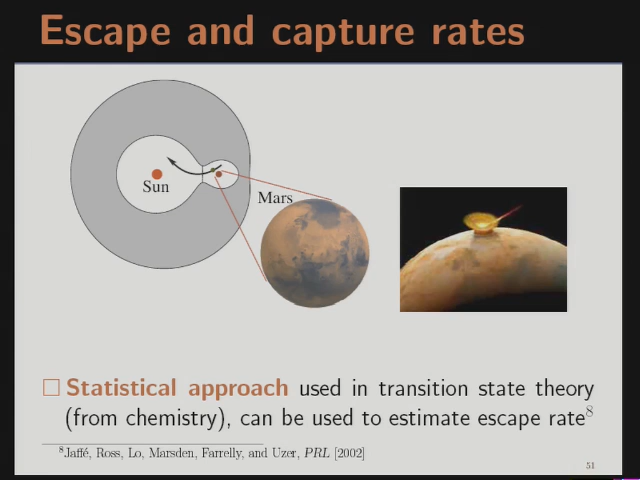 Escape and capture rates
Sun
Mars
Statistical approach used in transition state theory
(from chemistry), can be used to estimate escape rate⁸
⁸Jaffé, Ross, Lo, Marsden, Farrelly, and Uzer, PRL [2002]
51